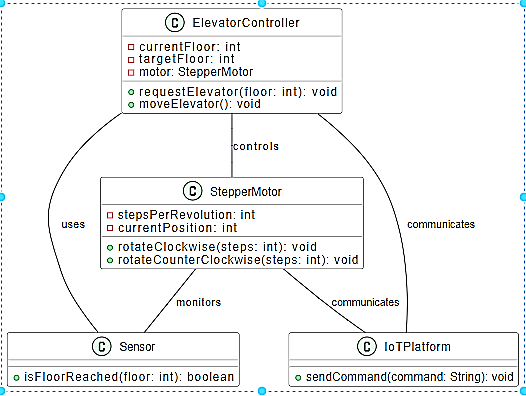 C ElevatorController
currentFloor: int
targetFloor: int
motor: StepperMotor
requestElevator(floor: int): void
moveElevator(): void
controls
C StepperMotor
stepsPerRevolution: int
currentPosition: int
rotateClockwise(steps: int): void
rotateCounterClockwise(steps: int): void
uses
communicates
monitors
communicates
C Sensor
isFloorReached(floor: int): boolean
C IoTPlatform
sendCommand(command: String): void